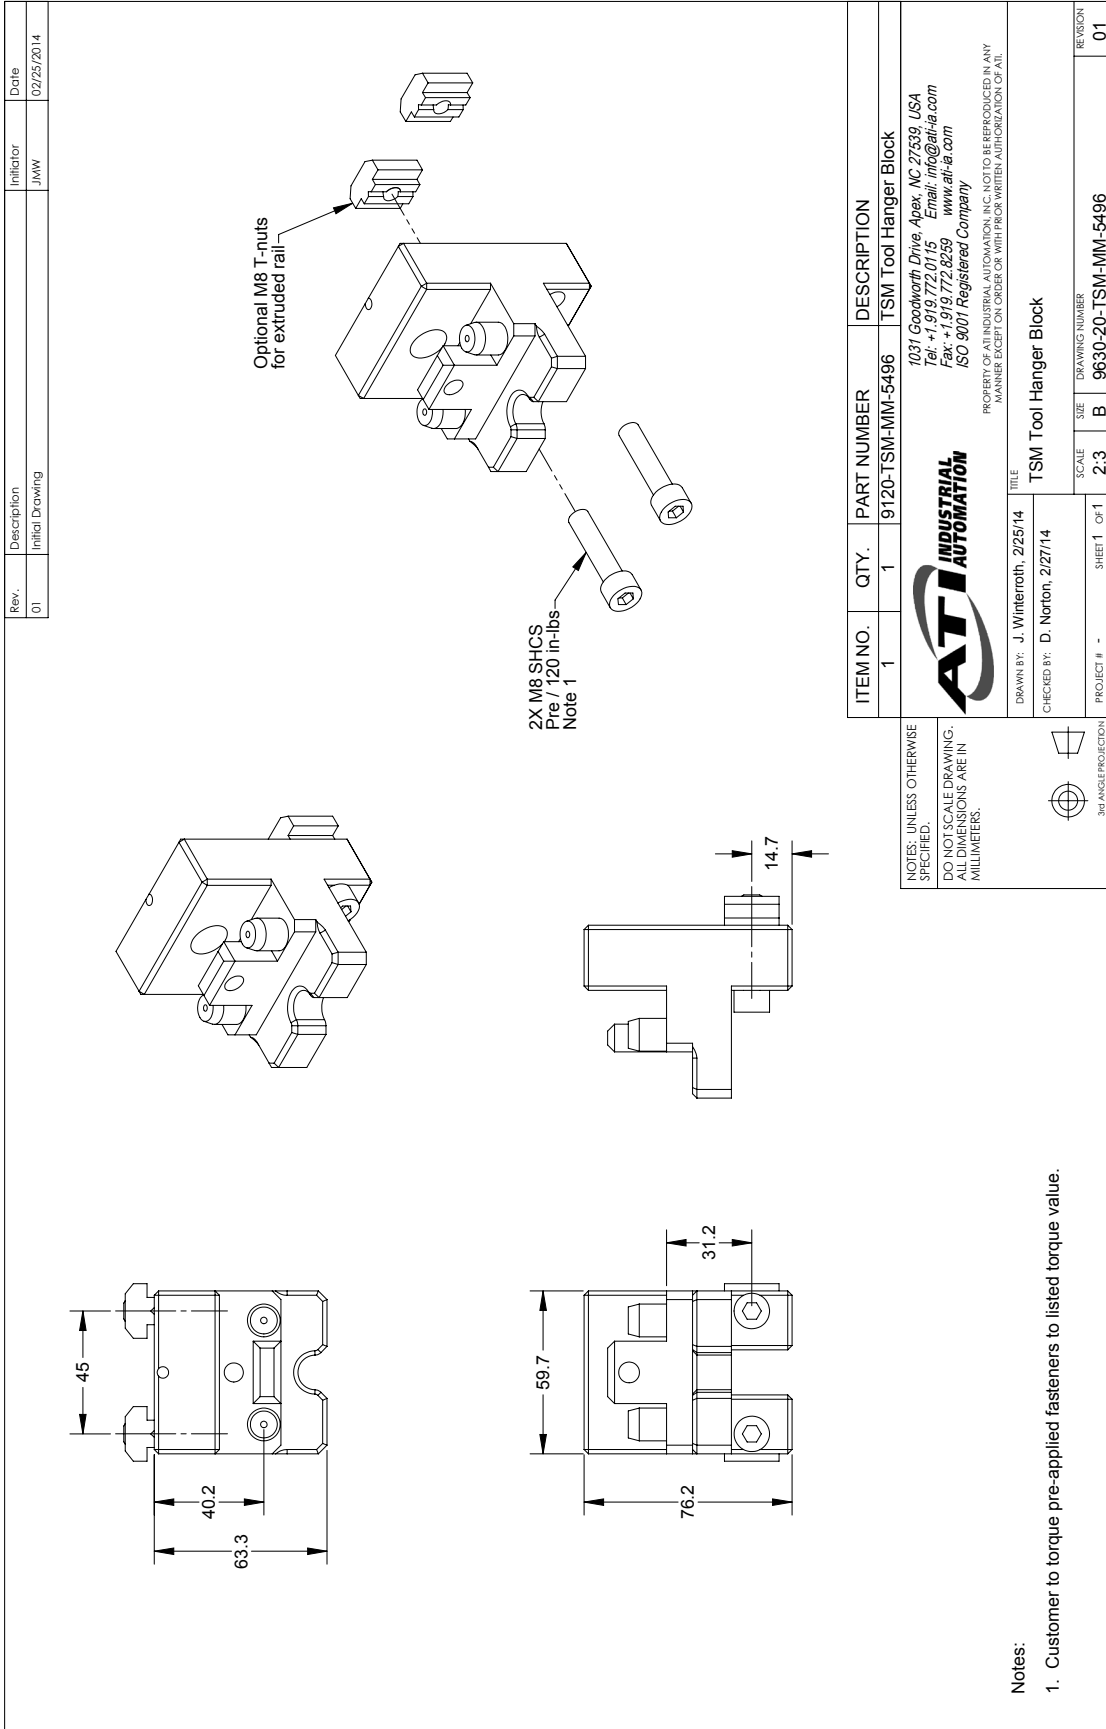 Rev. Description Initiator Date
01 Initial Drawing JMW 02/25/2014
Optional M8 T-nuts
for extruded rail
2X M8 SHCS
Pre / 120 in-lbs
Note 1
45
40.2
63.3
59.7
31.2
76.2
14.7
Notes:
1. Customer to torque pre-applied fasteners to listed torque value.
ITEM NO. QTY. PART NUMBER DESCRIPTION
1 1 9120-TSM-MM-5496 TSM Tool Hanger Block
NOTES: UNLESS OTHERWISE
SPECIFIED.
DO NOT SCALE DRAWING.
ALL DIMENSIONS ARE IN
MILLIMETERS.
3rd ANGLE PROJECTION
ATI INDUSTRIAL
AUTOMATION
1031 Goodworth Drive, Apex, NC 27539, USA
Tel: +1.919.772.0115 Email: info@ati-ia.com
Fax: +1.919.772.8259 www.ati-ia.com
ISO 9001 Registered Company
PROPERTY OF ATI INDUSTRIAL AUTOMATION, INC. NOT TO BE REPRODUCED IN ANY
MANNER EXCEPT ON ORDER OR WITH PRIOR WRITTEN AUTHORIZATION OF ATI.
DRAWN BY: J. Winterroth, 2/25/14
CHECKED BY: D. Norton, 2/27/14
TITLE
TSM Tool Hanger Block
PROJECT # -
SHEET 1 OF 1
SCALE
2:3
SIZE
B
DRAWING NUMBER
9630-20-TSM-MM-5496
REVISION
01